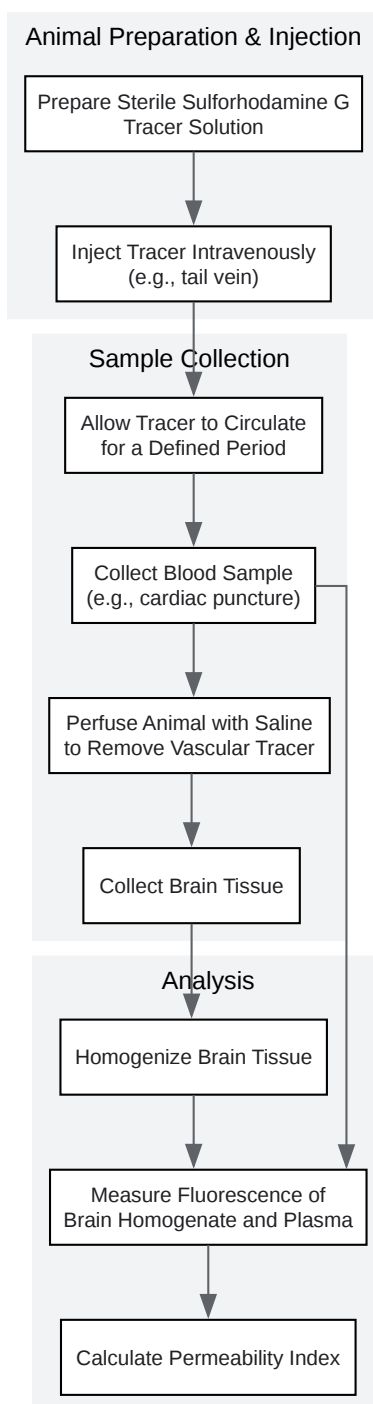 Animal Preparation & Injection
Prepare Sterile Sulforhodamine G
Tracer Solution
Inject Tracer Intravenously
(e.g., tail vein)
Sample Collection
Allow Tracer to Circulate
for a Defined Period
Collect Blood Sample
(e.g., cardiac puncture)
Perfuse Animal with Saline
to Remove Vascular Tracer
Collect Brain Tissue
Analysis
Homogenize Brain Tissue
Measure Fluorescence of
Brain Homogenate and Plasma
Calculate Permeability Index